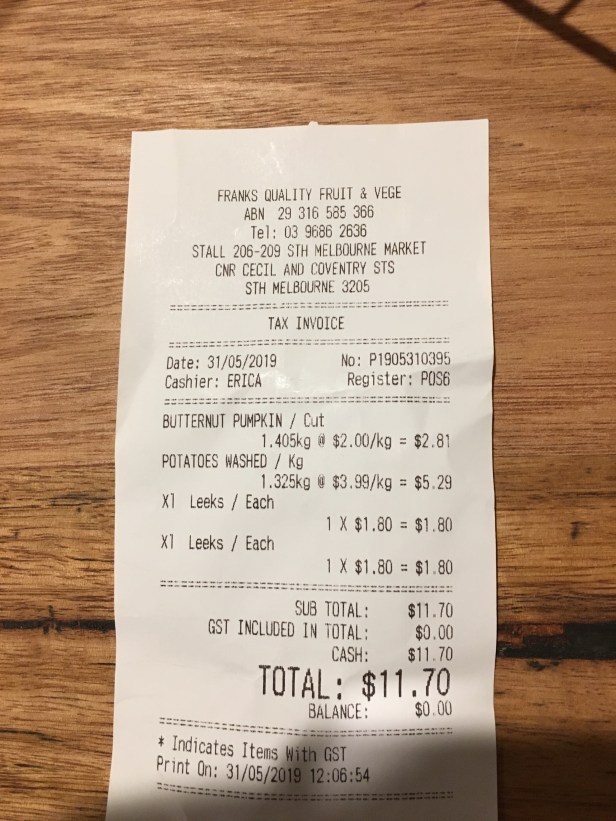 FRANKS QUALITY FRUIT & VEGE
ABN 29 316 585 366
Tel: 03 9686 2636
STALL 206-209 STH MELBOURNE MARKET
CNR CECIL AND COVENTRY STS
STH MELBOURNE 3205
TAX INVOICE
Date: 31/05/2019 No: P1905310395
Cashier: ERICA Register: POS6
BUTTERNUT PUMPKIN / Cut
1.405kg @ $2.00/kg = $2.81
POTATOES WASHED / Kg
1.325kg @ $3.99/kg = $5.29
X1 Leeks / Each
1 X $1.80 = $1.80
X1 Leeks / Each
1 X $1.80 = $1.80
SUB TOTAL: $11.70
GST INCLUDED IN TOTAL: $0.00
CASH: $11.70
TOTAL: $11.70
BALANCE: $0.00
* Indicates Items With GST
Print On: 31/05/2019 12:06:54